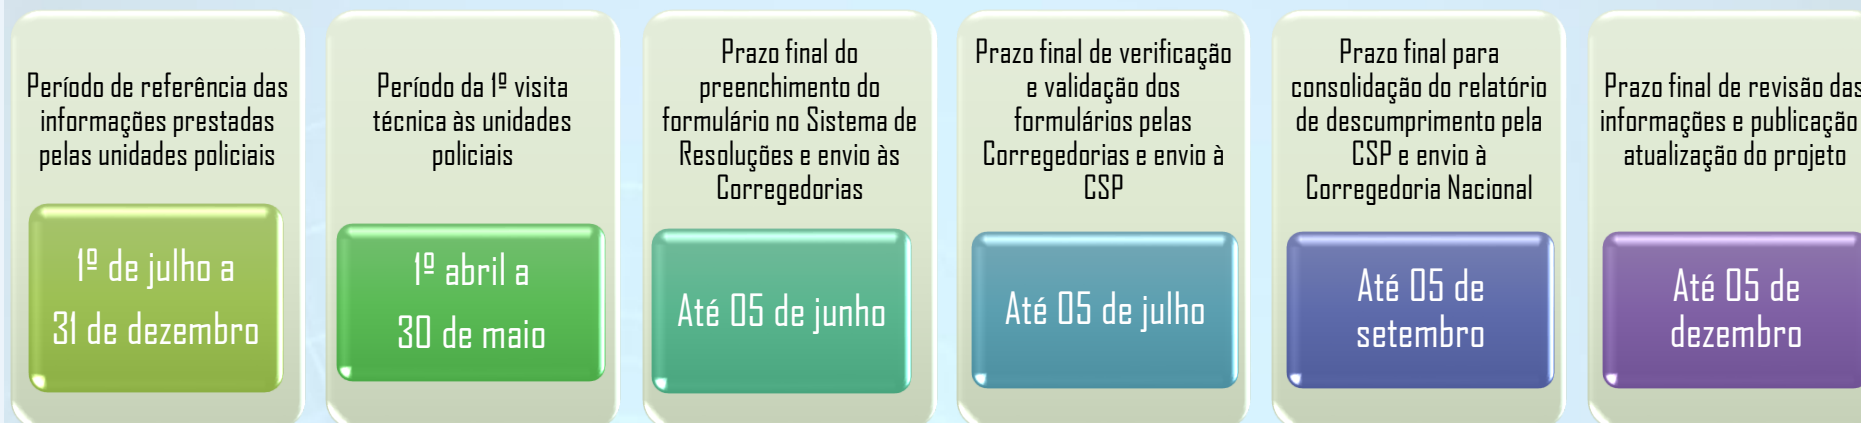 Período de referência das
informações prestadas
pelas unidades policiais
1º de julho a
31 de dezembro
Período da 1º visita
técnica às unidades
policiais
1º abril a
30 de maio
Prazo final do
preenchimento do
formulário no Sistema de
Resoluções e envio às
Corregedorias
Até 05 de junho
Prazo final de verificação
e validação dos
formulários pelas
Corregedorias e envio à
CSP
Até 05 de julho
Prazo final para
consolidação do relatório
de descumprimento pela
CSP e envio à
Corregedoria Nacional
Até 05 de
setembro
Prazo final de revisão das
informações e publicação
atualização do projeto
Até 05 de
dezembro